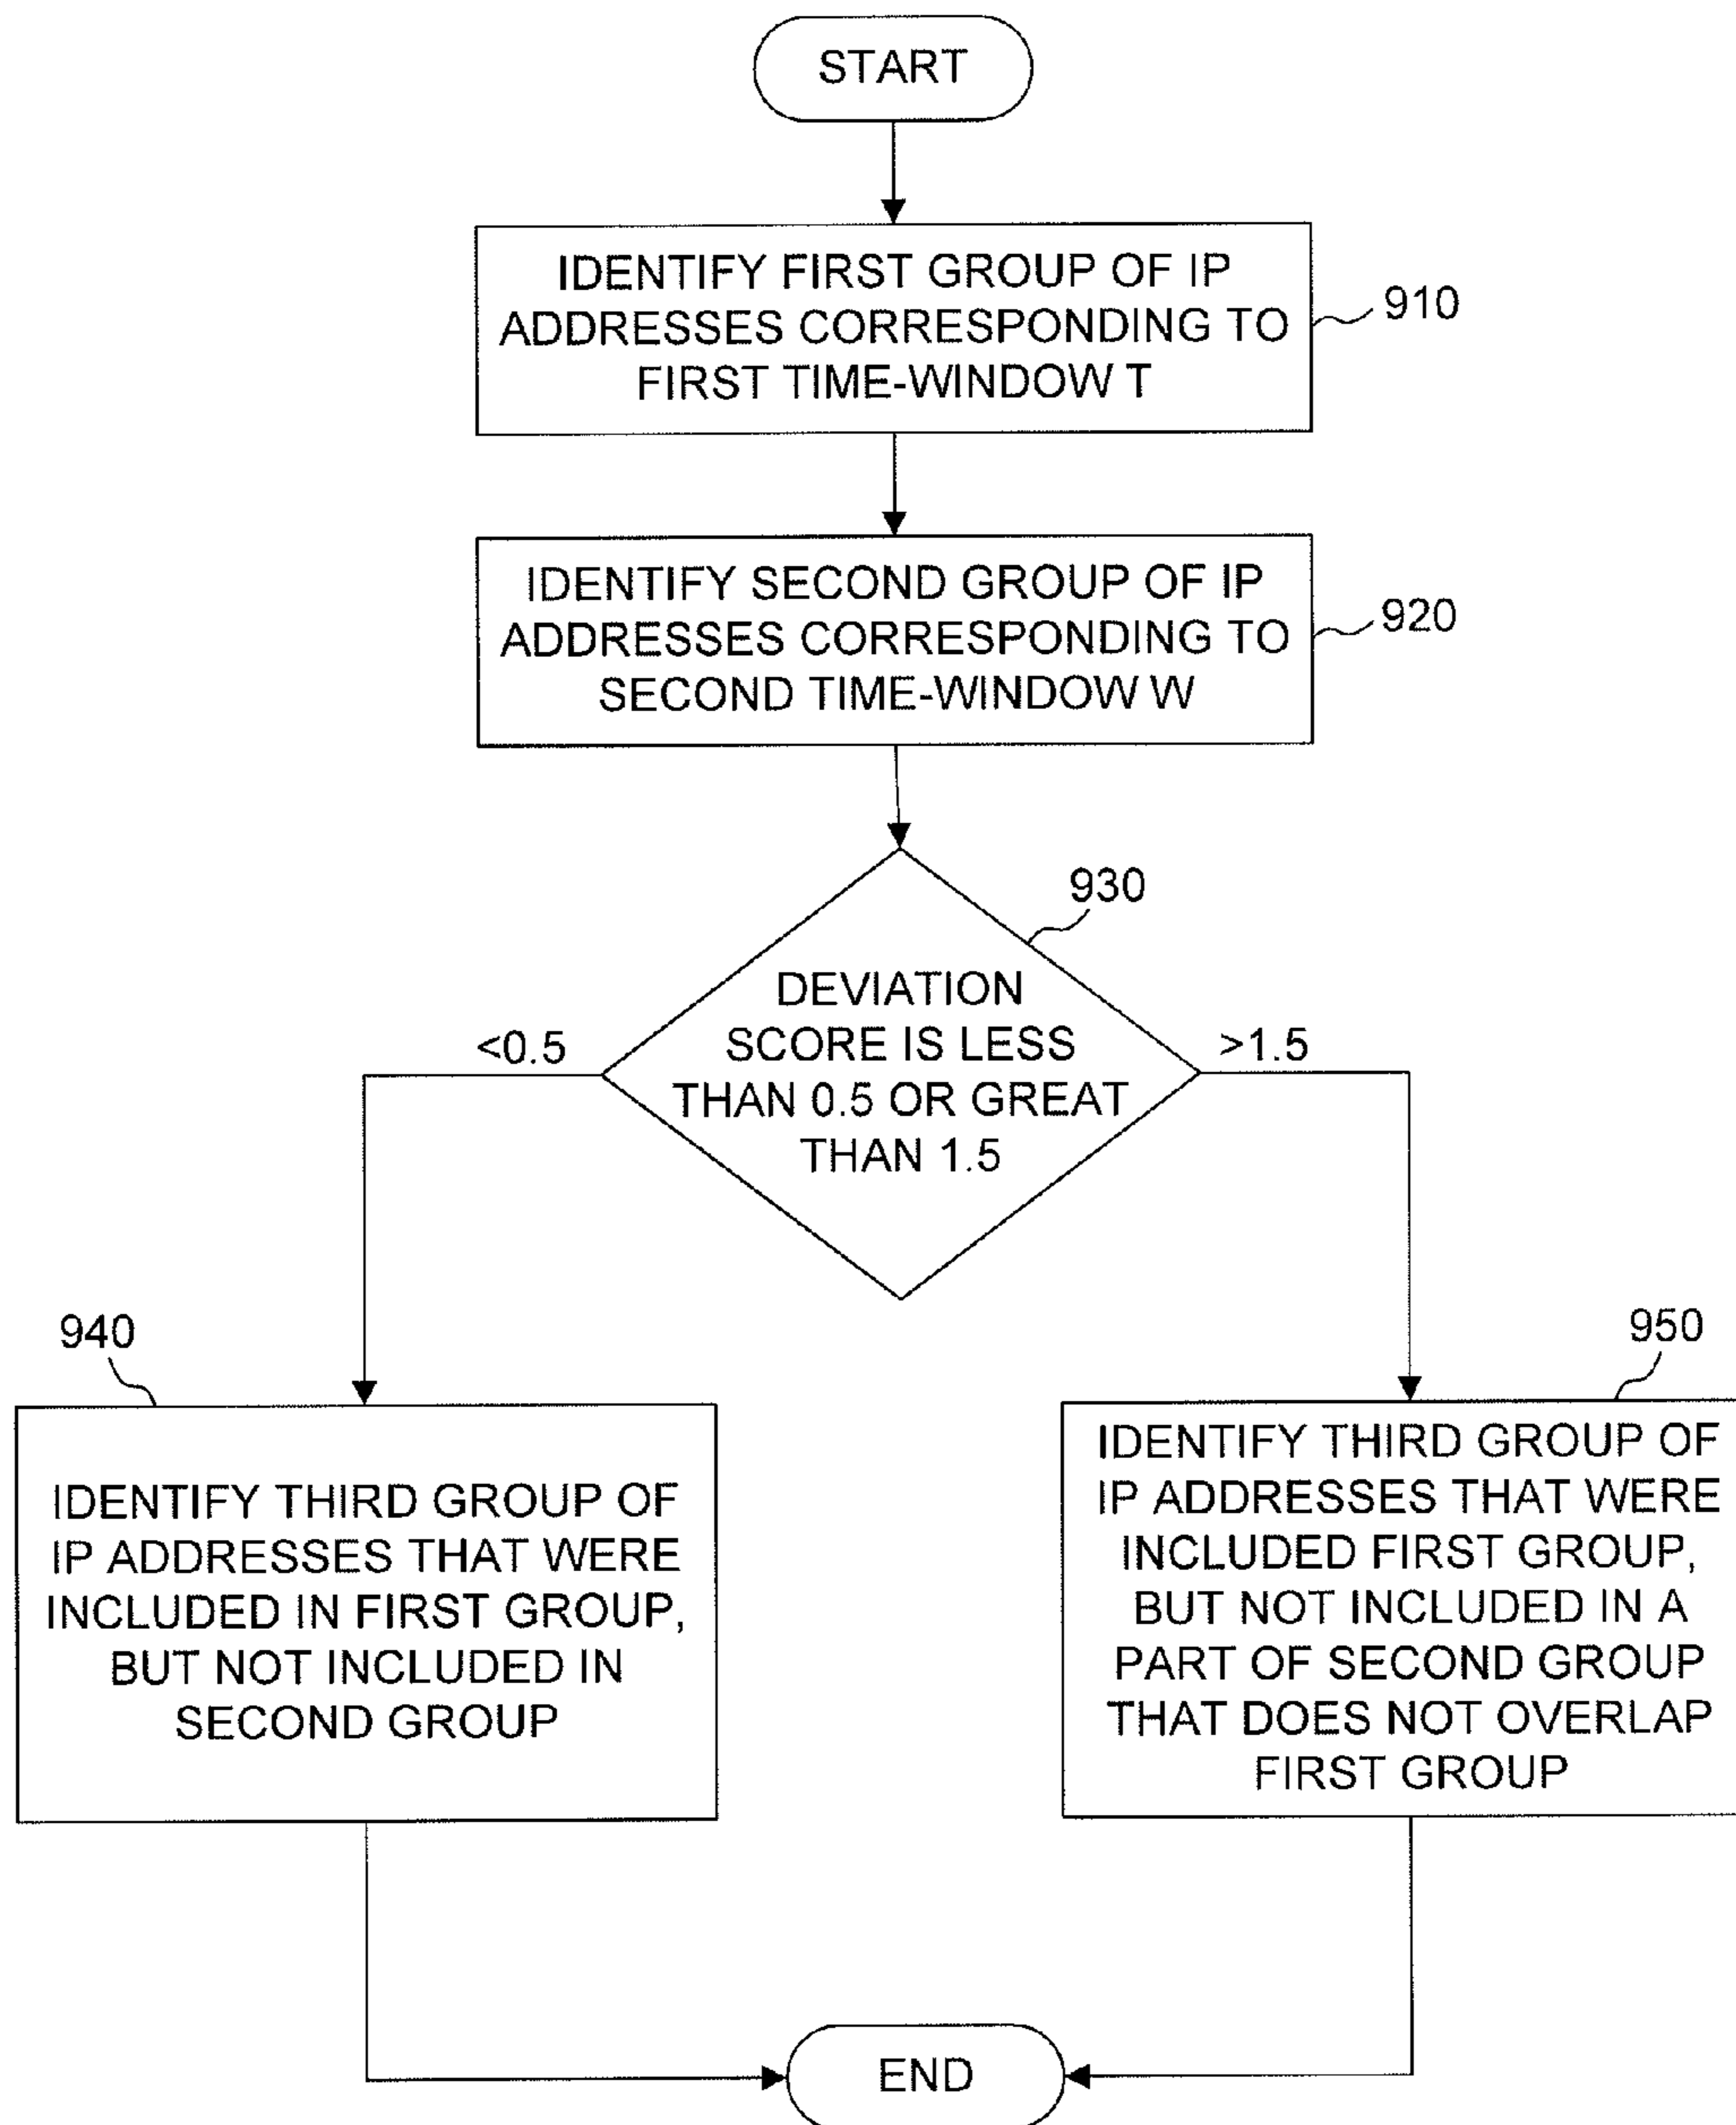 START
IDENTIFY FIRST GROUP OF IP
ADDRESSES CORRESPONDING TO
FIRST TIME-WINDOW T
910
IDENTIFY SECOND GROUP OF IP
ADDRESSES CORRESPONDING TO
SECOND TIME-WINDOW W
920
930
DEVIATION
SCORE IS LESS
THAN 0.5 OR GREAT
THAN 1.5
<0.5
>1.5
940
IDENTIFY THIRD GROUP OF
IP ADDRESSES THAT WERE
INCLUDED IN FIRST GROUP,
BUT NOT INCLUDED IN
SECOND GROUP
950
IDENTIFY THIRD GROUP OF
IP ADDRESSES THAT WERE
INCLUDED FIRST GROUP,
BUT NOT INCLUDED IN A
PART OF SECOND GROUP
THAT DOES NOT OVERLAP
FIRST GROUP
END